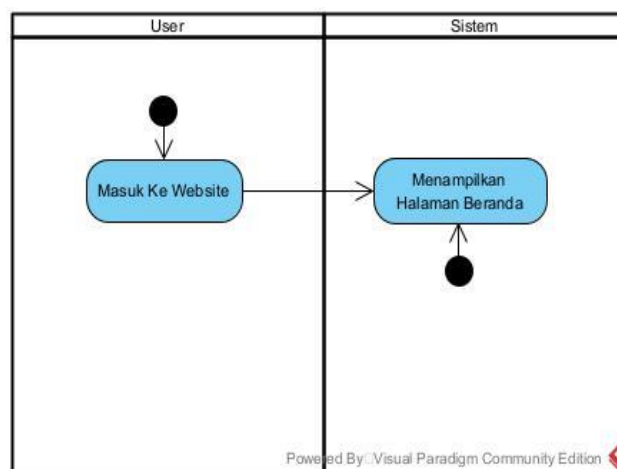 User
Sistem
Masuk Ke Website
Menampilkan
Halaman Beranda
Powered By Visual Paradigm Community Edition